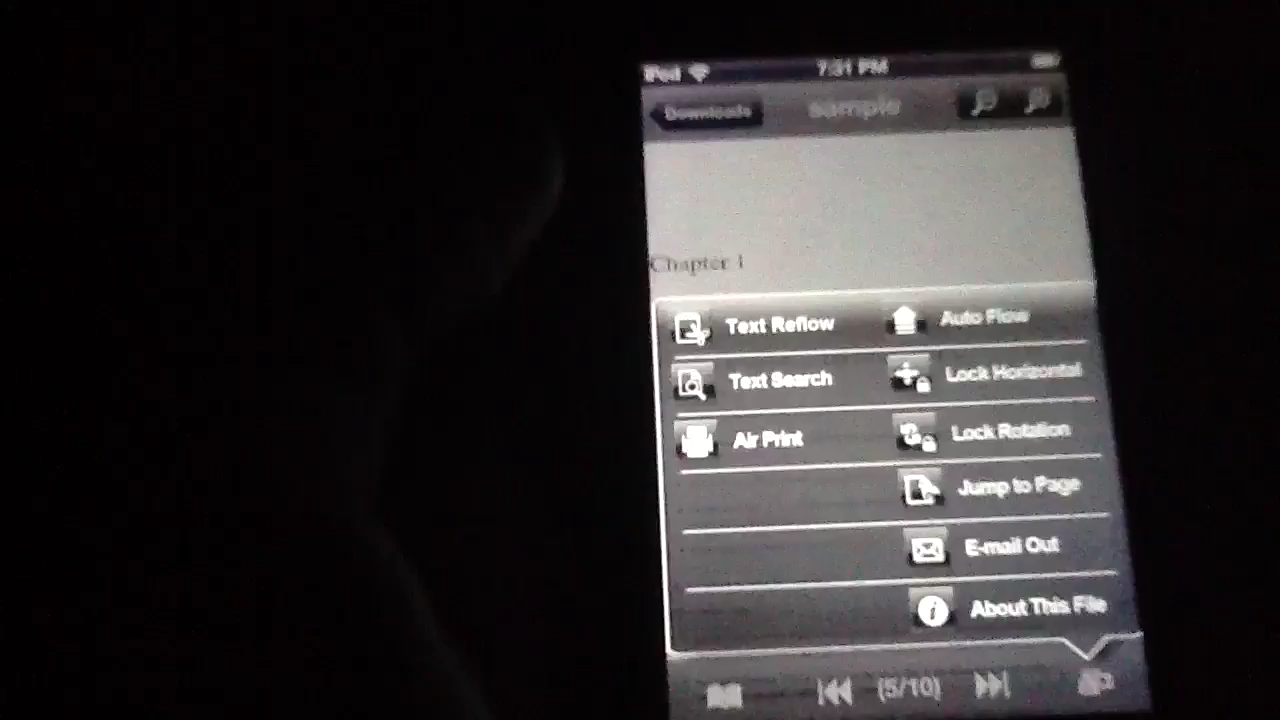 iPod 7:31 PM
Downloads sample
Chapter 1
Text Reflow Auto Flow
Text Search Lock Horizontal
Air Print Lock Rotation
Jump to Page
E-mail Out
About This File
(5/10)